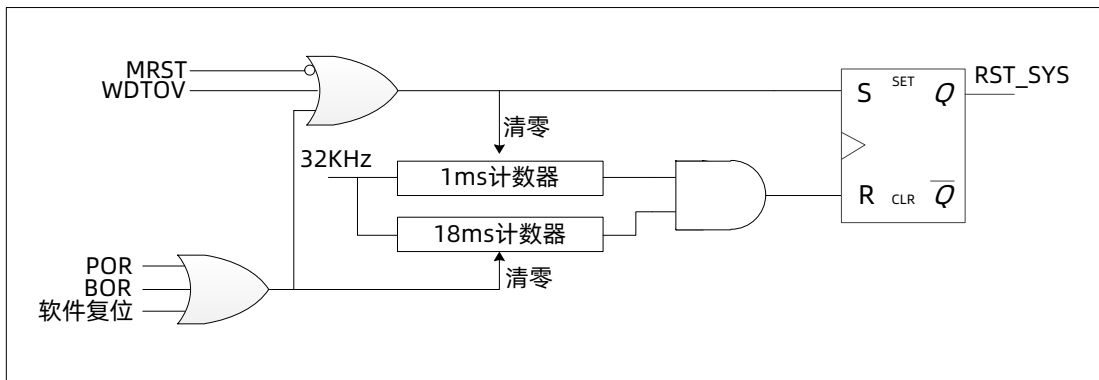 MRST
WDTOV
清零
32KHz
1ms计数器
18ms计数器
清零
POR
BOR
软件复位
S SET Q
R CLR Q̅
RST_SYS